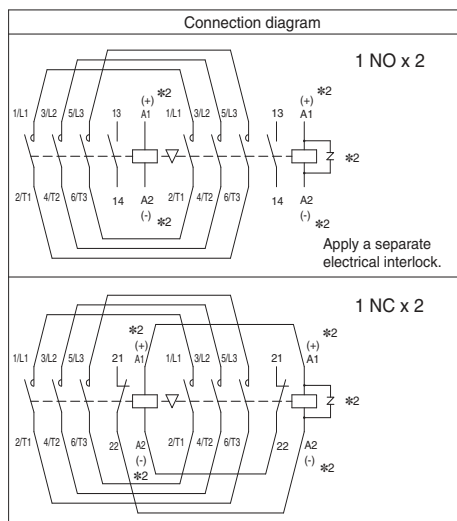 Connection diagram
1 NO x 2
*2 *2
(+) (+)
1/L1 3/L2 5/L3 13 A1 1/L1 3/L2 5/L3 13 A1
*2
2/T1 4/T2 6/T3 14 A2 2/T1 4/T2 6/T3 14 A2
(-) (-)
*2 *2
Apply a separate
electrical interlock.
1 NC x 2
*2 *2
(+) (+)
1/L1 3/L2 5/L3 21 A1 1/L1 3/L2 5/L3 21 A1
*2
2/T1 4/T2 6/T3 22 A2 2/T1 4/T2 6/T3 22 A2
(-) (-) *2
*2